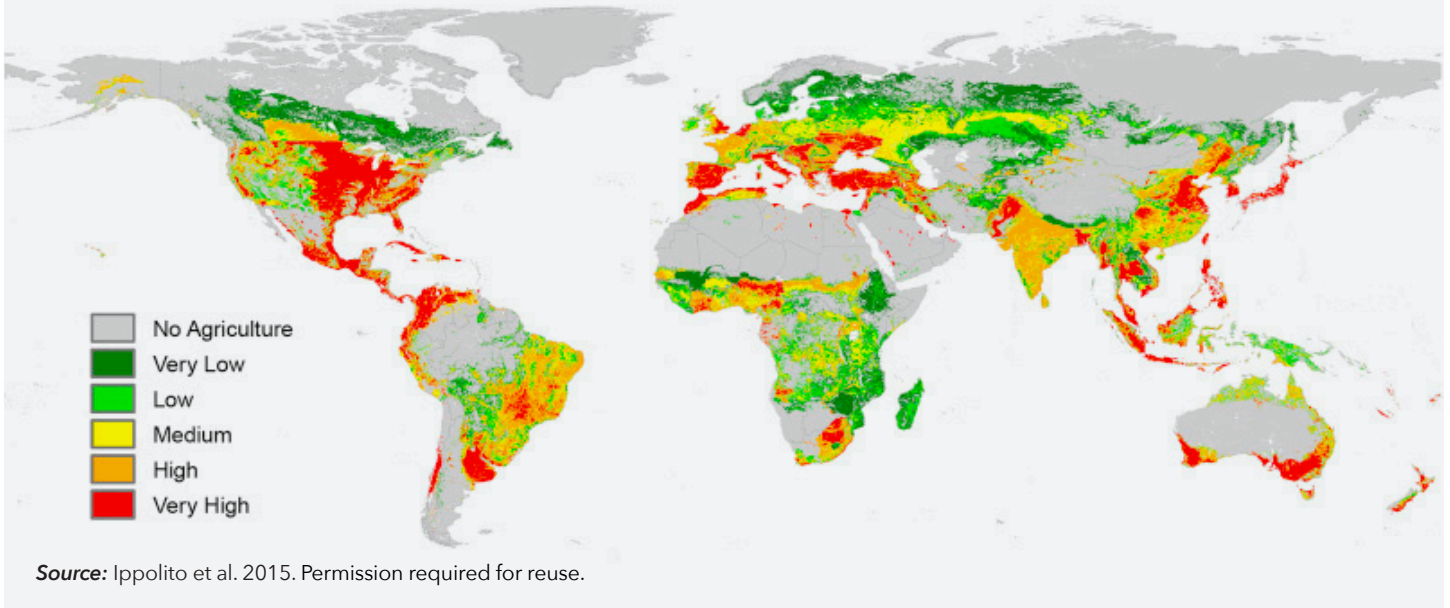 No Agriculture
Very Low
Low
Medium
High
Very High
Source: Ippolito et al. 2015. Permission required for reuse.